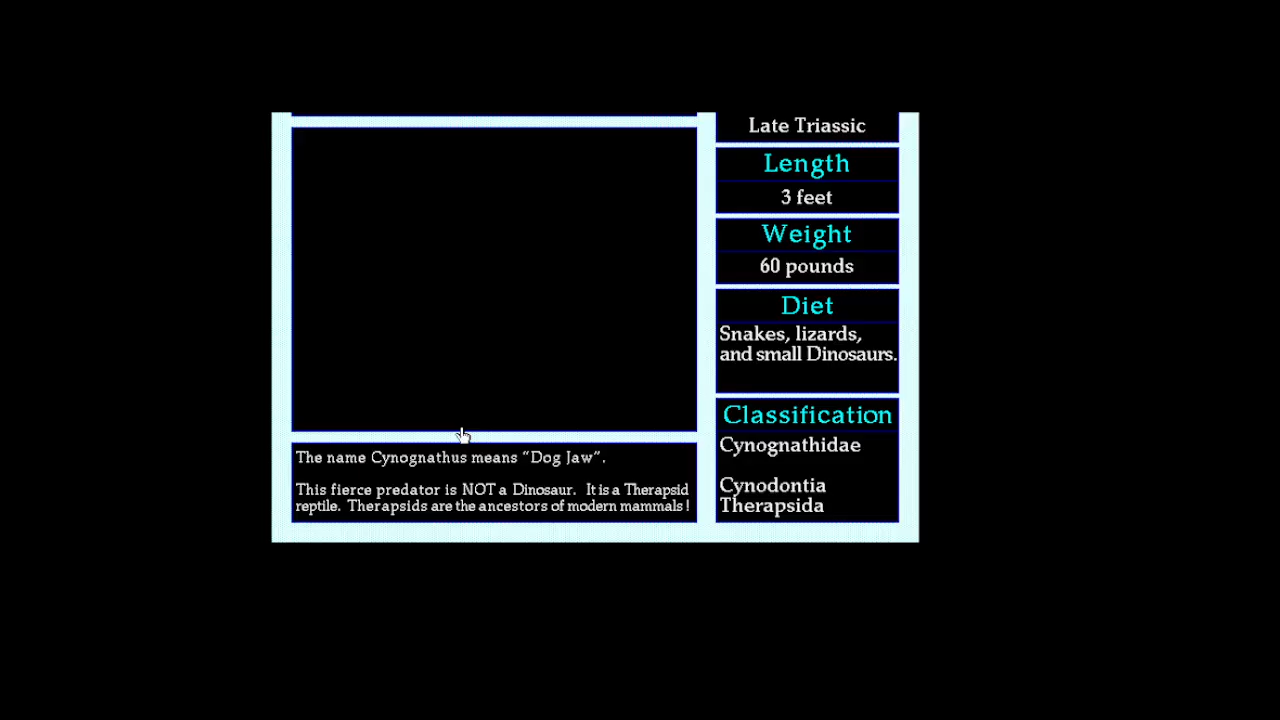 Late Triassic
Length
3 feet
Weight
60 pounds
Diet
Snakes, lizards,
and small Dinosaurs.
Classification
Cynognathidae
Cynodontia
Therapsida
The name Cynognathus means “Dog Jaw”.
This fierce predator is NOT a Dinosaur. It is a Therapsid
reptile. Therapsids are the ancestors of modern mammals!